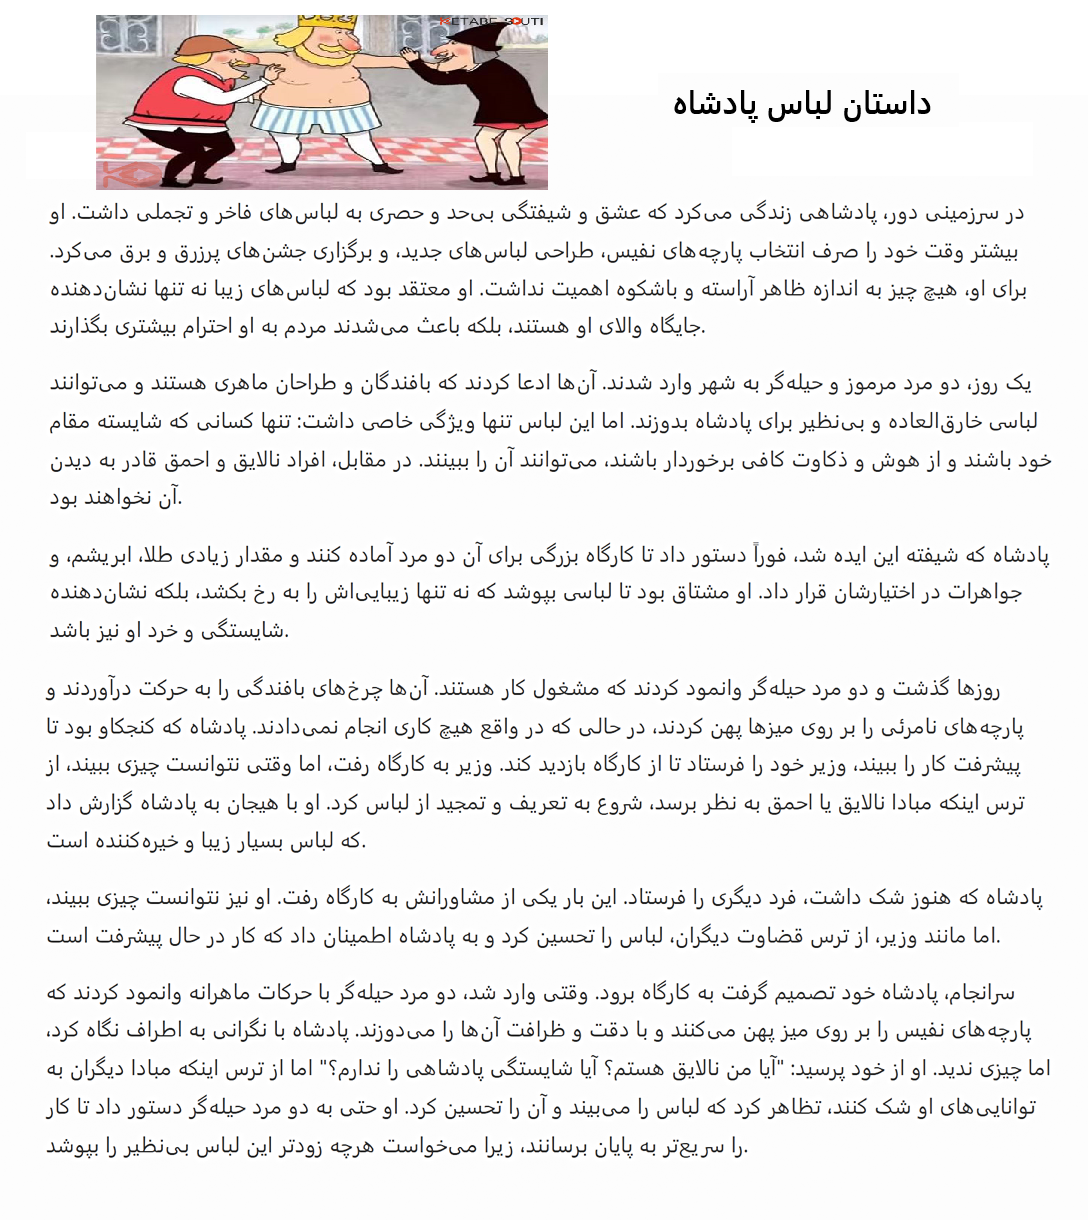 KETABE SOUTI
داستان لباس پادشاه
در سرزمینی دور، پادشاهی زندگی می‌کرد که عشق و شیفتگی بی‌حد و حصری به لباس‌های فاخر و تجملی داشت. او
بیشتر وقت خود را صرف انتخاب پارچه‌های نفیس، طراحی لباس‌های جدید، و برگزاری جشن‌های پرزرق و برق می‌کرد.
برای او، هیچ چیز به اندازه ظاهر آراسته و باشکوه اهمیت نداشت. او معتقد بود که لباس‌های زیبا نه تنها نشان‌دهنده
جایگاه والای او هستند، بلکه باعث می‌شدند مردم به او احترام بیشتری بگذارند.
یک روز، دو مرد مرموز و حیله‌گر به شهر وارد شدند. آن‌ها ادعا کردند که بافندگان و طراحان ماهری هستند و می‌توانند
لباسی خارق‌العاده و بی‌نظیر برای پادشاه بدوزند. اما این لباس تنها ویژگی خاصی داشت: تنها کسانی که شایسته مقام
خود باشند و از هوش و ذکاوت کافی برخوردار باشند، می‌توانند آن را ببینند. در مقابل، افراد نالایق و احمق قادر به دیدن
آن نخواهند بود.
پادشاه که شیفته این ایده شد، فوراً دستور داد تا کارگاه بزرگی برای آن دو مرد آماده کنند و مقدار زیادی طلا، ابریشم، و
جواهرات در اختیارشان قرار داد. او مشتاق بود تا لباسی بپوشد که نه تنها زیبایی‌اش را به رخ بکشد، بلکه نشان‌دهنده
شایستگی و خرد او نیز باشد.
روزها گذشت و دو مرد حیله‌گر وانمود کردند که مشغول کار هستند. آن‌ها چرخ‌های بافندگی را به حرکت درآوردند و
پارچه‌های نامرئی را بر روی میزها پهن کردند، در حالی که در واقع هیچ کاری انجام نمی‌دادند. پادشاه که کنجکاو بود تا
پیشرفت کار را ببیند، وزیر خود را فرستاد تا از کارگاه بازدید کند. وزیر به کارگاه رفت، اما وقتی نتوانست چیزی ببیند، از
ترس اینکه مبادا نالایق یا احمق به نظر برسد، شروع به تعریف و تمجید از لباس کرد. او با هیجان به پادشاه گزارش داد
که لباس بسیار زیبا و خیره‌کننده است.
پادشاه که هنوز شک داشت، فرد دیگری را فرستاد. این بار یکی از مشاورانش به کارگاه رفت. او نیز نتوانست چیزی ببیند،
اما مانند وزیر، از ترس قضاوت دیگران، لباس را تحسین کرد و به پادشاه اطمینان داد که کار در حال پیشرفت است.
سرانجام، پادشاه خود تصمیم گرفت به کارگاه برود. وقتی وارد شد، دو مرد حیله‌گر با حرکات ماهرانه وانمود کردند که
پارچه‌های نفیس را بر روی میز پهن می‌کنند و با دقت و ظرافت آن‌ها را می‌دوزند. پادشاه با نگرانی به اطراف نگاه کرد،
اما چیزی ندید. او از خود پرسید: "آیا من نالایق هستم؟ آیا شایستگی پادشاهی را ندارم؟" اما از ترس اینکه مبادا دیگران به
توانایی‌های او شک کنند، تظاهر کرد که لباس را می‌بیند و آن را تحسین کرد. او حتی به دو مرد حیله‌گر دستور داد تا کار
را سریع‌تر به پایان برسانند، زیرا می‌خواست هرچه زودتر این لباس بی‌نظیر را بپوشد.